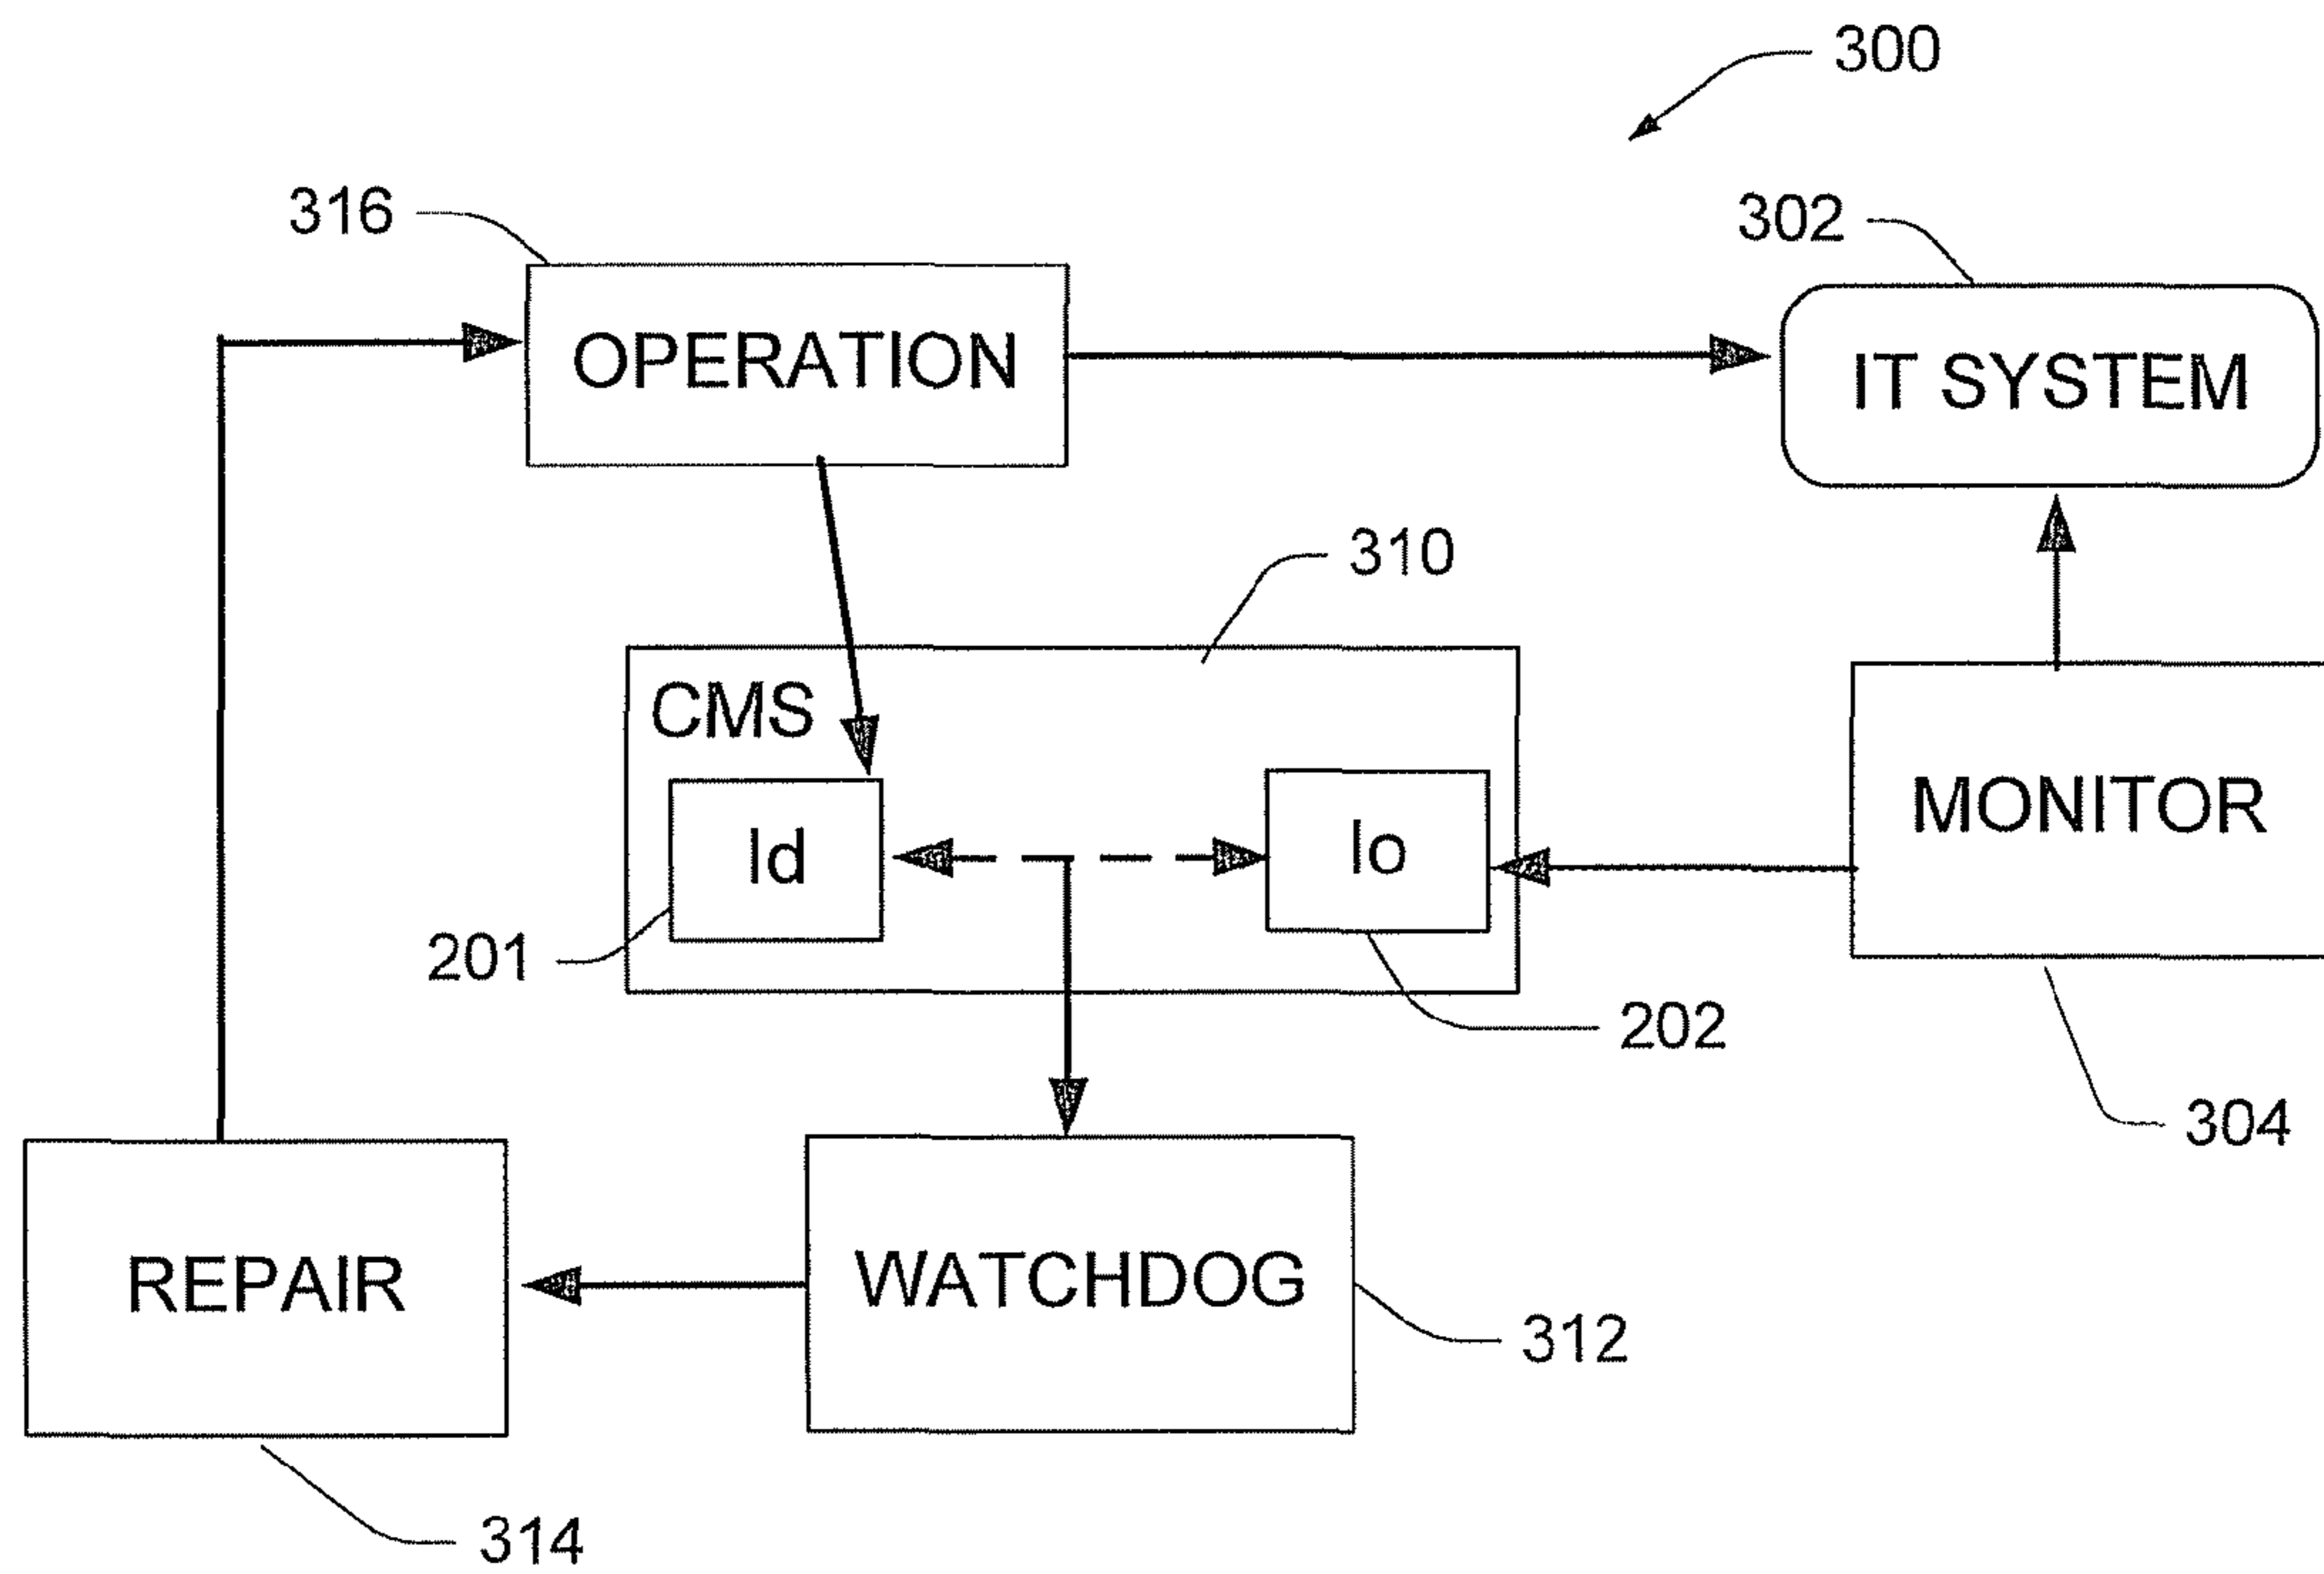 300
316
302
OPERATION
IT SYSTEM
310
CMS
MONITOR
Id
Io
201
202
304
REPAIR
WATCHDOG
312
314